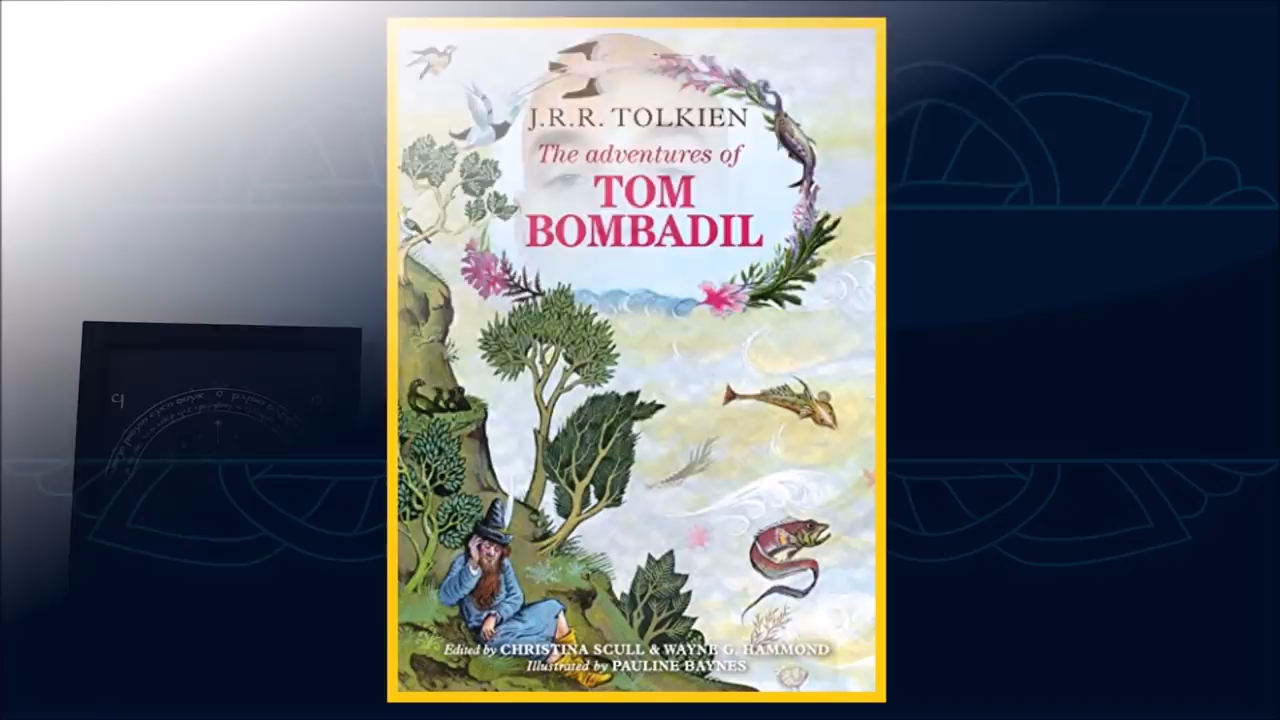 J.R.R. TOLKIEN
The adventures of
TOM
BOMBADIL
Edited by CHRISTINA SCULL & WAYNE G. HAMMOND
Illustrated by PAULINE BAYNES